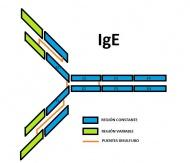 IgE
REGIÓN CONSTANTE
REGIÓN VARIABLE
PUENTES DISULFURO